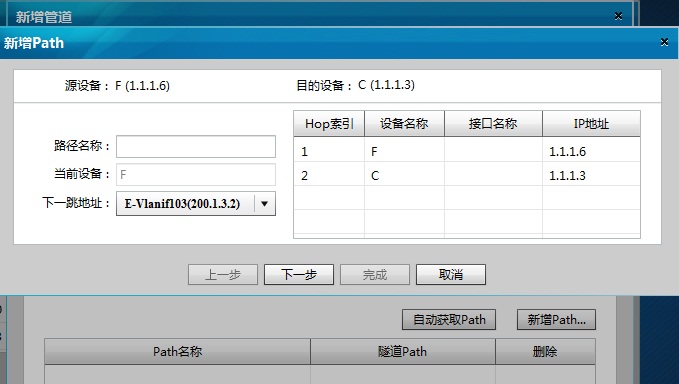 新增管道
新增Path
源设备： F (1.1.1.6) 目的设备： C (1.1.1.3)
路径名称：
当前设备： F
下一跳地址： E-Vlanif103(200.1.3.2)
Hop索引 设备名称 接口名称 IP地址
1 F 1.1.1.6
2 C 1.1.1.3
上一步 下一步 完成 取消
自动获取Path 新增Path...
Path名称 隧道Path 删除